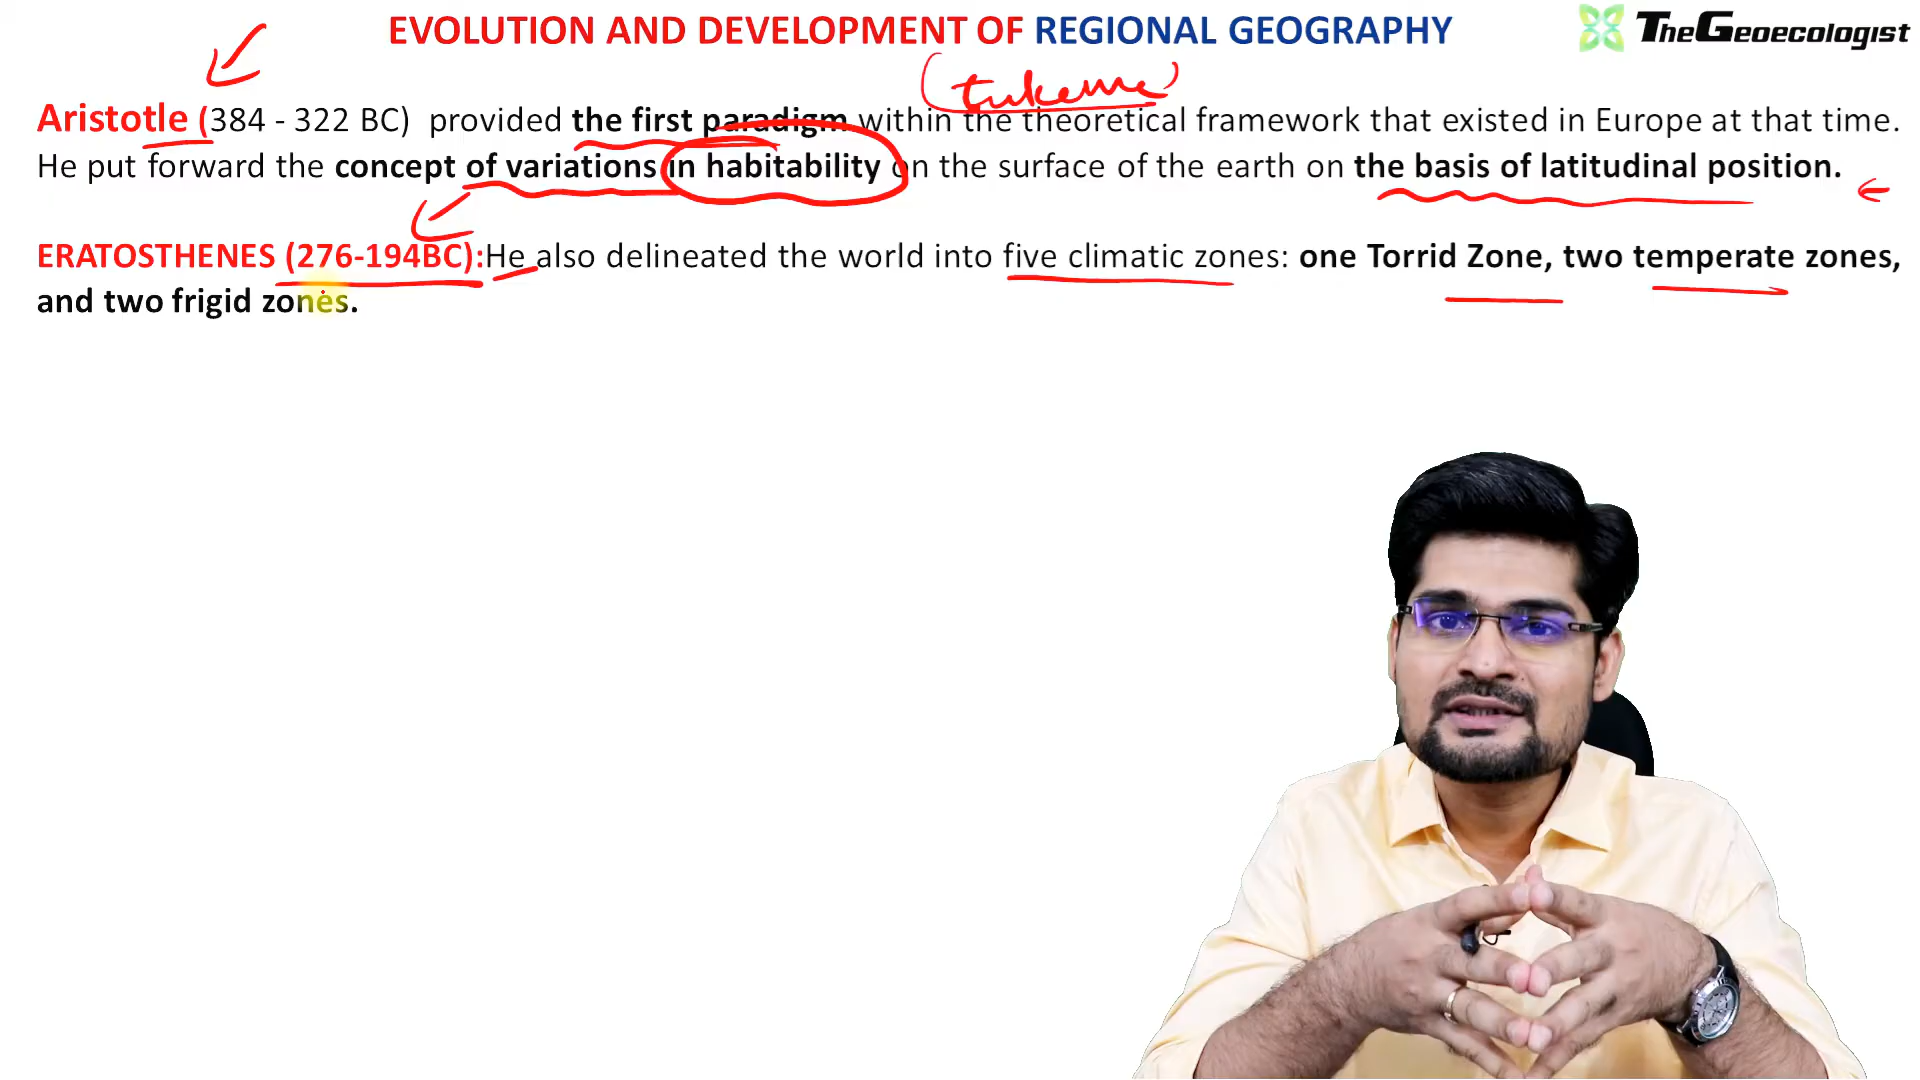 EVOLUTION AND DEVELOPMENT OF REGIONAL GEOGRAPHY
TheGeoecologist
Aristotle (384 - 322 BC) provided the first paradigm within the theoretical framework that existed in Europe at that time.
He put forward the concept of variations in habitability on the surface of the earth on the basis of latitudinal position.
ERATOSTHENES (276-194BC):He also delineated the world into five climatic zones: one Torrid Zone, two temperate zones,
and two frigid zones.